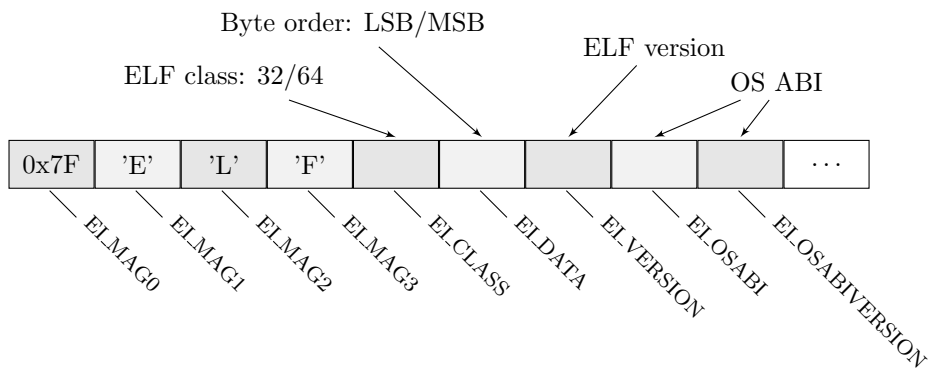 Byte order: LSB/MSB
ELF version
ELF class: 32/64
OS ABI
0x7F 'E' 'L' 'F' ...
EI_MAG0
EI_MAG1
EI_MAG2
EI_MAG3
EI_CLASS
EI_DATA
EI_VERSION
EI_OSABI
EI_OSABIVERSION